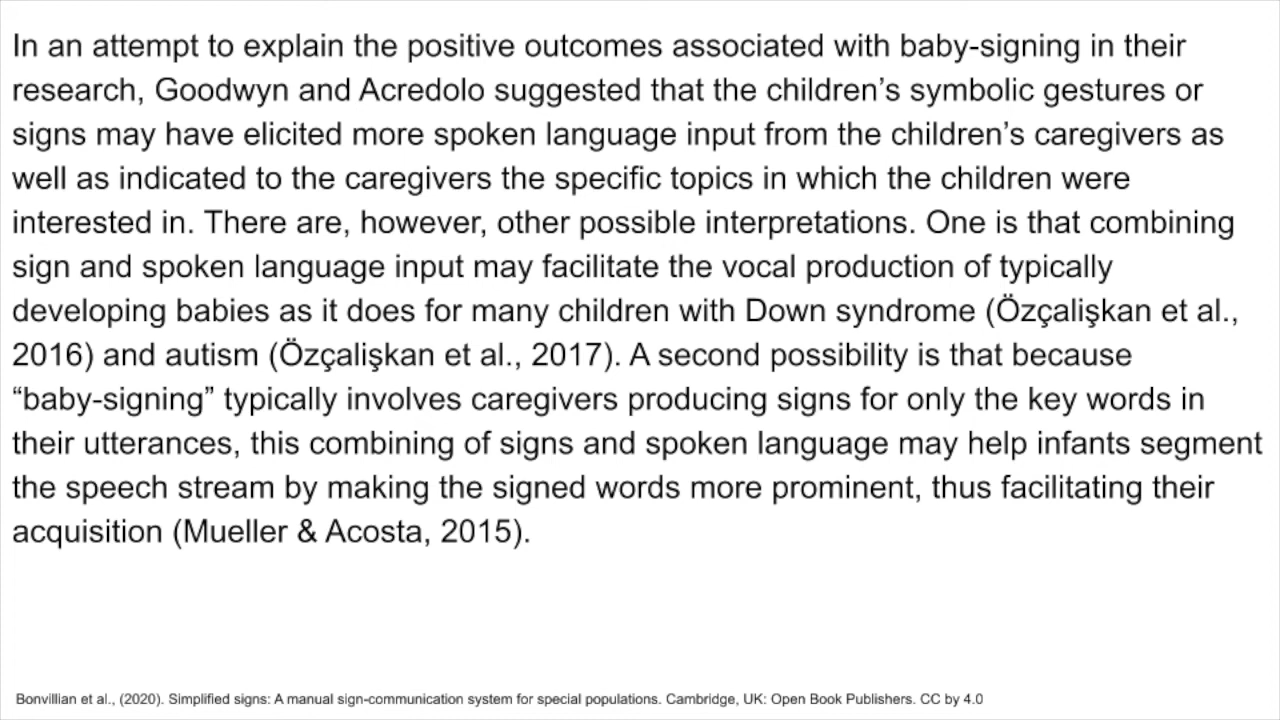 In an attempt to explain the positive outcomes associated with baby-signing in their
research, Goodwyn and Acredolo suggested that the children’s symbolic gestures or
signs may have elicited more spoken language input from the children’s caregivers as
well as indicated to the caregivers the specific topics in which the children were
interested in. There are, however, other possible interpretations. One is that combining
sign and spoken language input may facilitate the vocal production of typically
developing babies as it does for many children with Down syndrome (Özçalişkan et al.,
2016) and autism (Özçalişkan et al., 2017). A second possibility is that because
“baby-signing” typically involves caregivers producing signs for only the key words in
their utterances, this combining of signs and spoken language may help infants segment
the speech stream by making the signed words more prominent, thus facilitating their
acquisition (Mueller & Acosta, 2015).
Bonvillian et al., (2020). Simplified signs: A manual sign-communication system for special populations. Cambridge, UK: Open Book Publishers. CC by 4.0